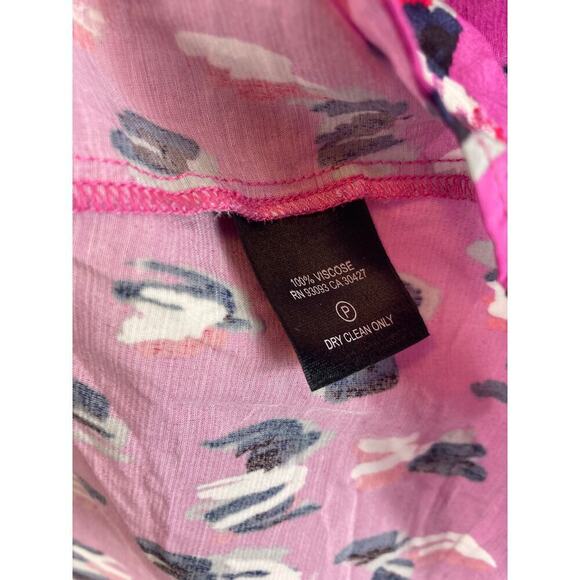 100% VISCOSE
RN 93093 CA 30427
P
DRY CLEAN ONLY